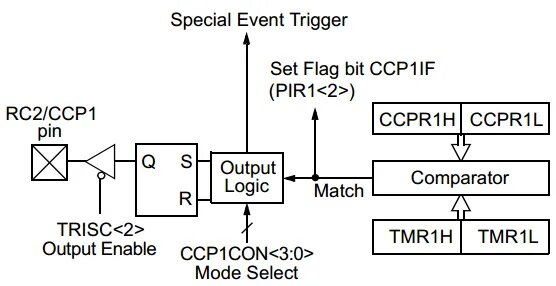 Special Event Trigger
Set Flag bit CCP1IF
(PIR1<2>)
RC2/CCP1
pin
CCPR1H CCPR1L
Q S
R
Output
Logic
Match
Comparator
TRISC<2>
Output Enable
CCP1CON<3:0>
Mode Select
TMR1H TMR1L